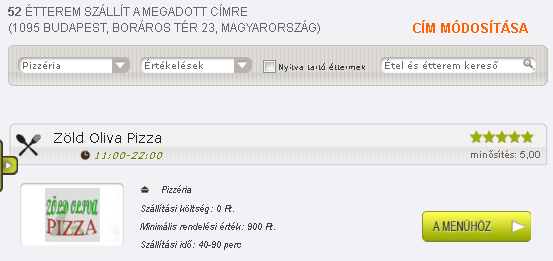 52 ÉTTEREM SZÁLLÍT A MEGADOTT CÍMRE
(1095 BUDAPEST, BORÁROS TÉR 23, MAGYARORSZÁG)
CÍM MÓDOSÍTÁSA
Pizzéria
Értékelések
Nyitva tartó éttermek
Étel és étterem kereső
Zöld Oliva Pizza
11:00-22:00
minősítés: 5,00
ZÖLD OLIVA
PIZZA
Pizzéria
Szállítási költség: 0 Ft.
Minimális rendelési érték: 900 Ft.
Szállítási idő: 40-90 perc
A MENÜHÖZ